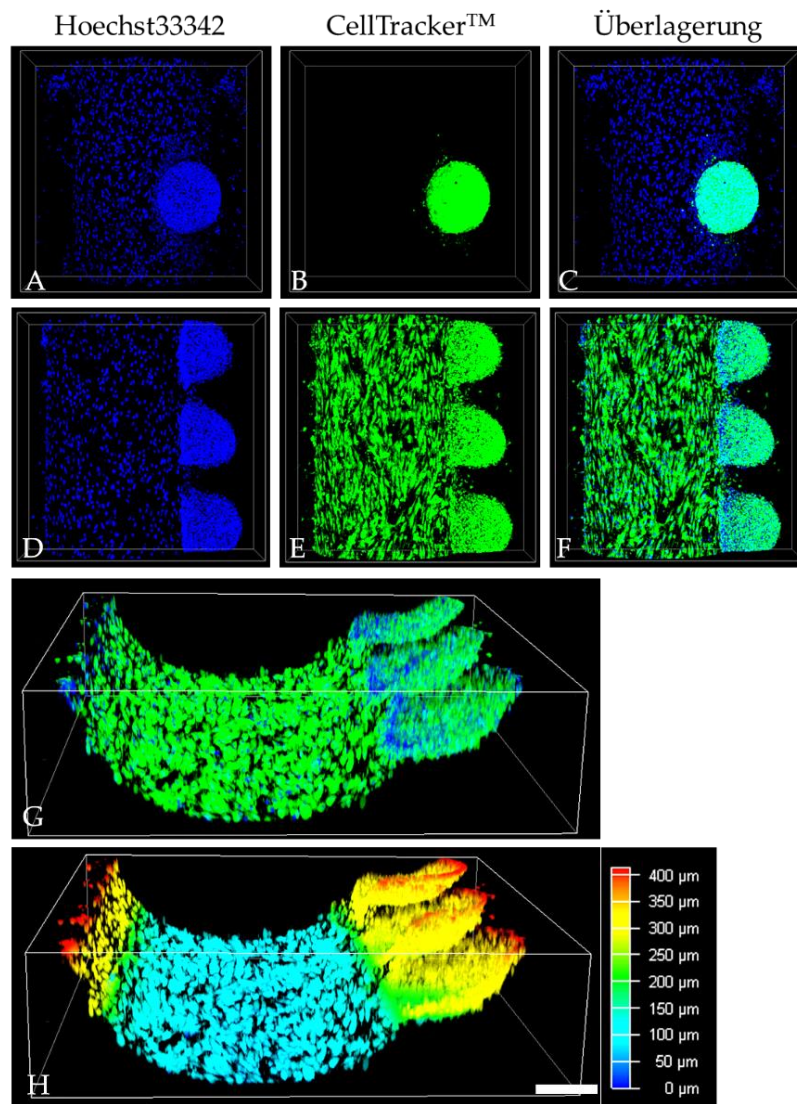 Hoechst33342 CellTracker™ Überlagerung
A B C
D E F
G
H
400 µm
350 µm
300 µm
250 µm
200 µm
150 µm
100 µm
50 µm
0 µm